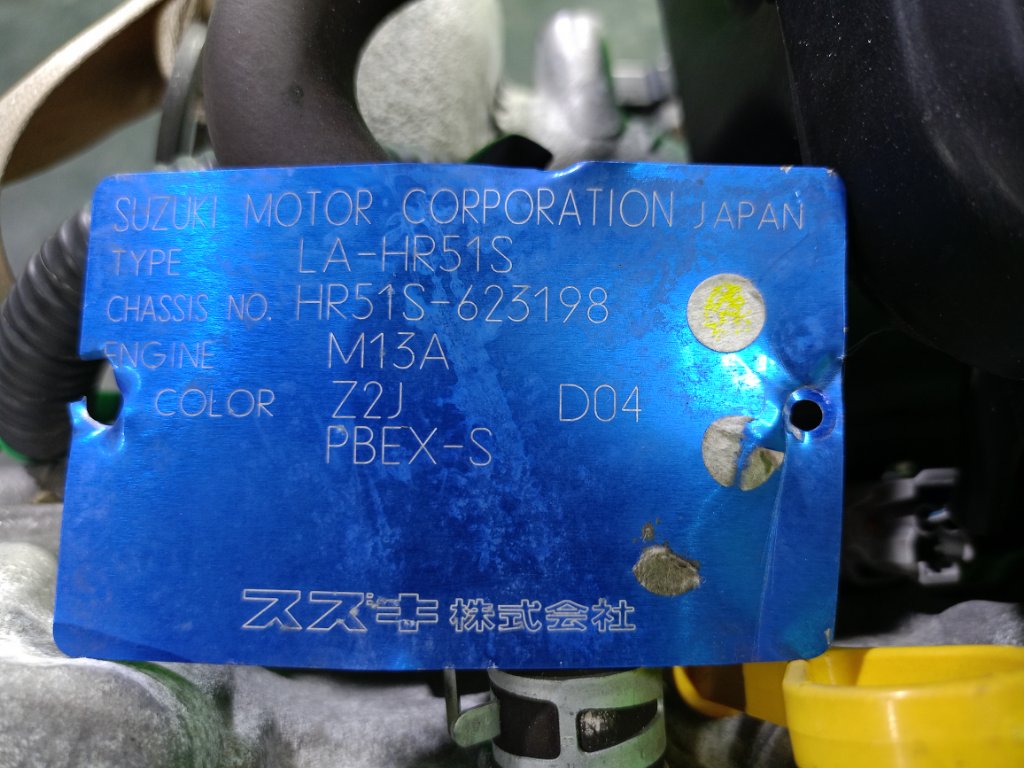 SUZUKI MOTOR CORPORATION JAPAN
TYPE LA-HR51S
CHASSIS NO. HR51S-623198
ENGINE M13A
COLOR Z2J D04
PBEX-S
スズキ株式会社